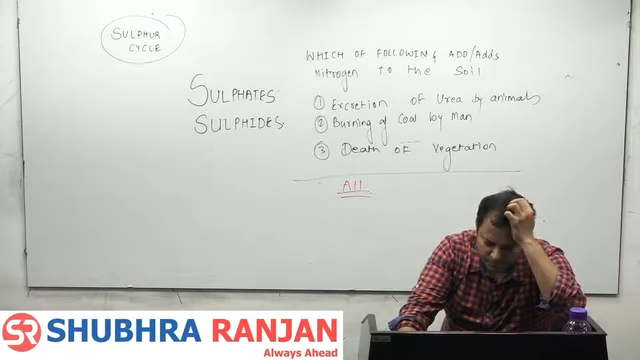 SULPHUR
CYCLE
SULPHATES
SULPHIDES
WHICH OF FOLLOWING ADD/Adds
Nitrogen TO the Soil
① Excretion of Urea by animals
② Burning of Coal by Man
③ Death OF Vegetation
All
SR SHUBHRA RANJAN
Always Ahead